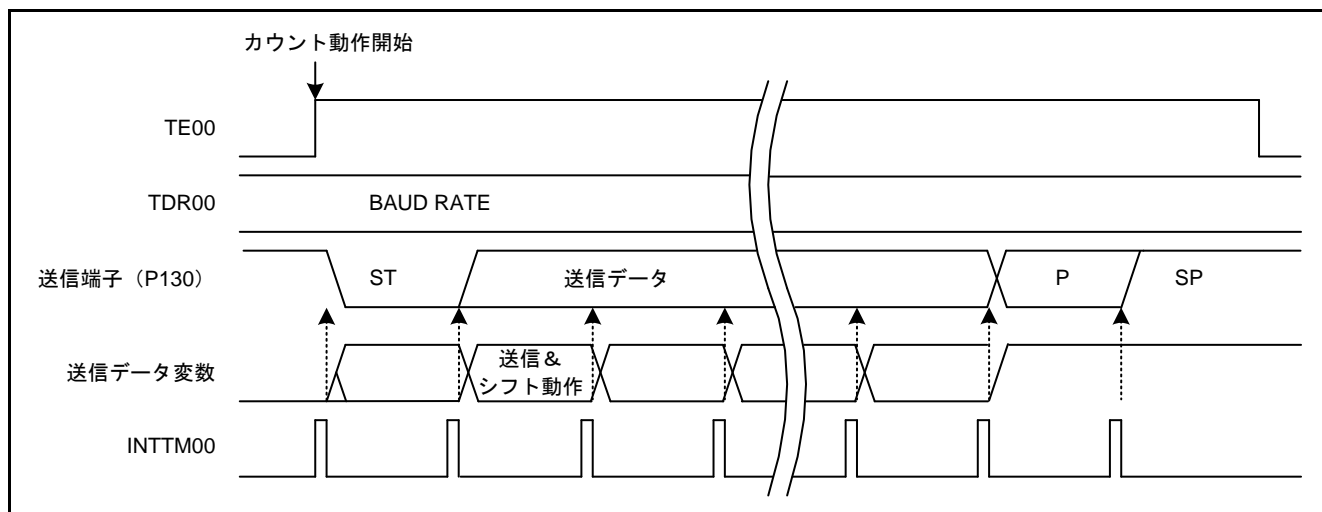 カウント動作開始
TE00
TDR00
BAUD RATE
送信端子（P130）
ST
送信データ
P
SP
送信データ変数
送信＆
シフト動作
INTTM00